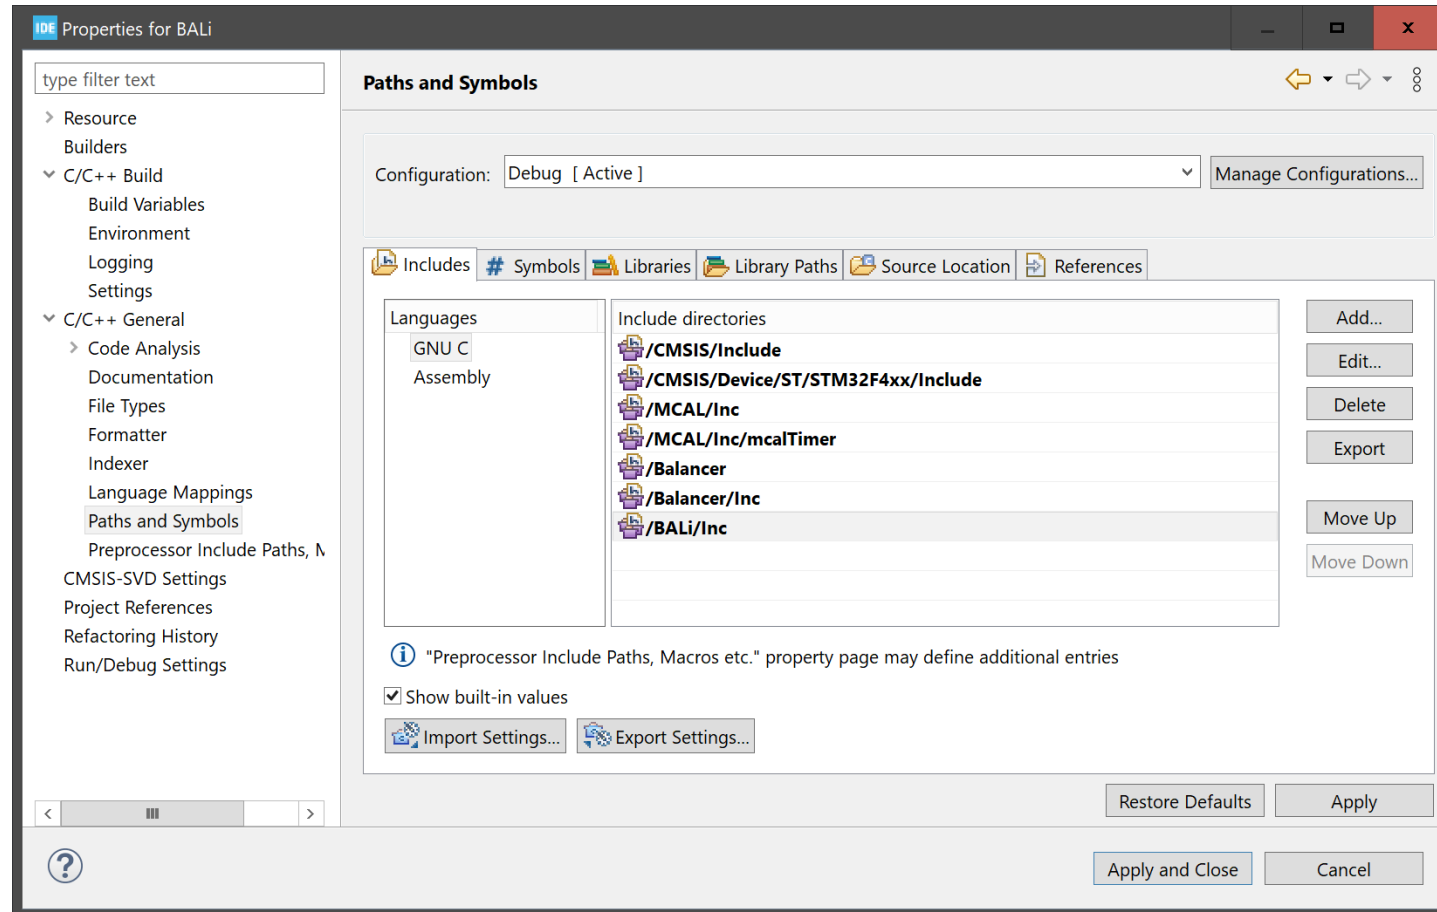 IDE Properties for BALi
type filter text
Resource
Builders
C/C++ Build
Build Variables
Environment
Logging
Settings
C/C++ General
Code Analysis
Documentation
File Types
Formatter
Indexer
Language Mappings
Paths and Symbols
Preprocessor Include Paths, M
CMSIS-SVD Settings
Project References
Refactoring History
Run/Debug Settings
Paths and Symbols
Configuration: Debug [ Active ] Manage Configurations...
Includes # Symbols Libraries Library Paths Source Location References
Languages
GNU C
Assembly
Include directories
/CMSIS/Include
/CMSIS/Device/ST/STM32F4xx/Include
/MCAL/Inc
/MCAL/Inc/mcalTimer
/Balancer
/Balancer/Inc
/BALi/Inc
Add...
Edit...
Delete
Export
Move Up
Move Down
"Preprocessor Include Paths, Macros etc." property page may define additional entries
Show built-in values
Import Settings... Export Settings...
Restore Defaults Apply
? Apply and Close Cancel